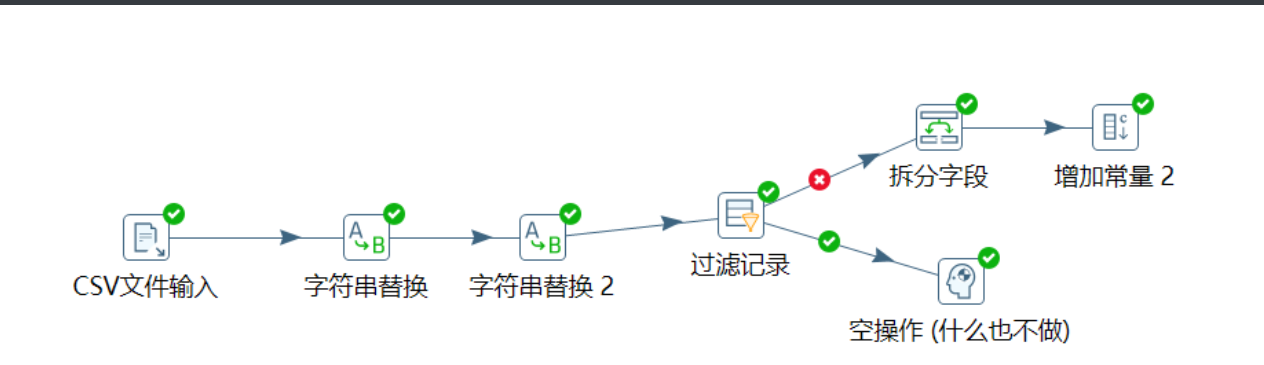 CSV文件输入
字符串替换
字符串替换 2
过滤记录
拆分字段
增加常量 2
空操作 (什么也不做)